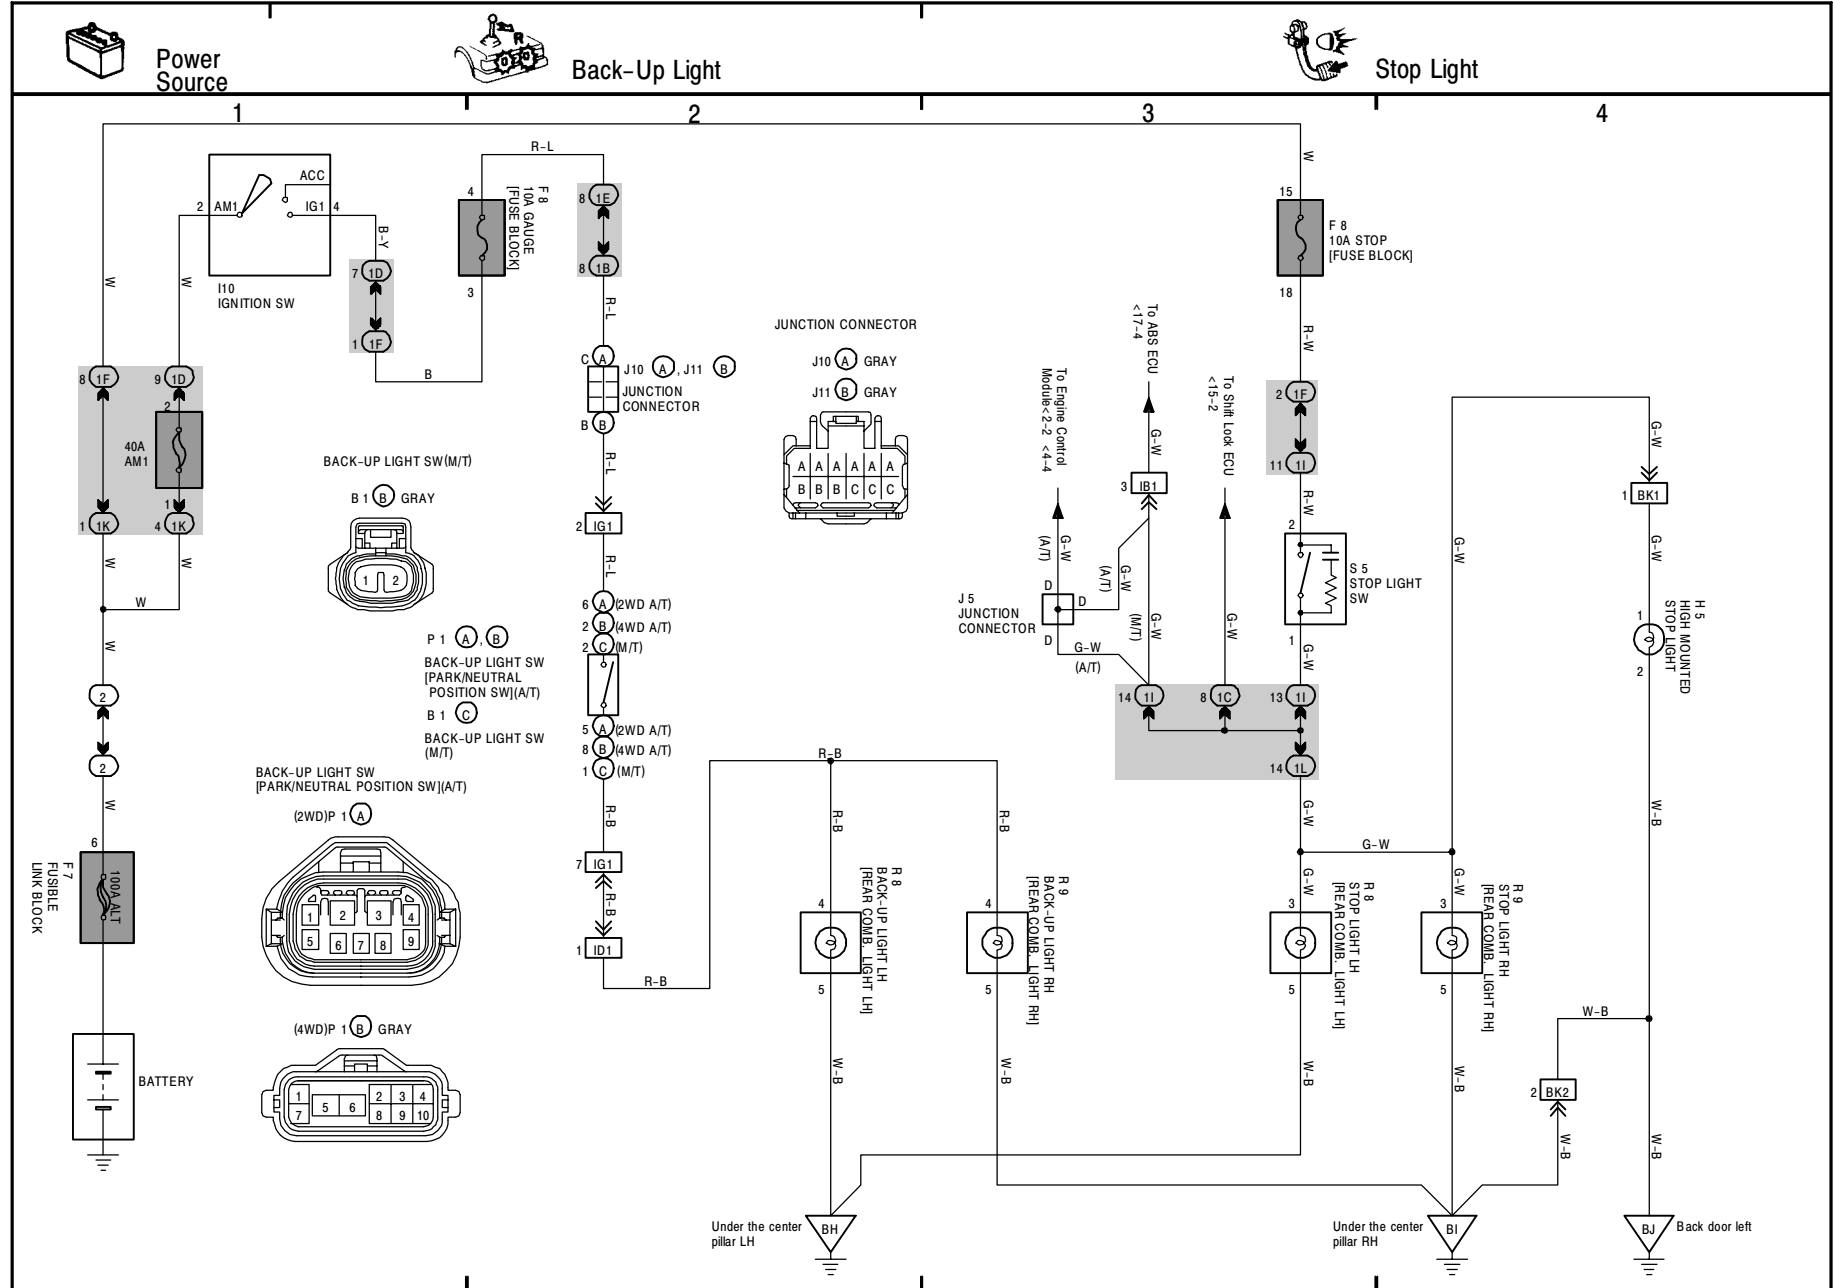 Power
Source
Back-Up Light
Stop Light
1
2
3
4
W
W
W
W
W
W
W
W
2 AM1
ACC
IG1 4
I10
IGNITION SW
B-Y
7 1D
1 1F
B
8 1F
9 1D
2
40A
AM1
1
1 1K
4 1K
2
2
6
100A ALT
F 7
FUSIBLE
LINK BLOCK
BATTERY
4
F 8
10A GAUGE
[FUSE BLOCK]
3
R-L
8 1E
8 1B
R-L
C A
J10 A , J11 B
JUNCTION
CONNECTOR
B B
R-L
2 IG1
R-L
6 A (2WD A/T)
2 B (4WD A/T)
2 C (M/T)
P 1 A , B
BACK-UP LIGHT SW
[PARK/NEUTRAL
POSITION SW](A/T)
B 1 C
BACK-UP LIGHT SW
(M/T)
5 A (2WD A/T)
8 B (4WD A/T)
1 C (M/T)
R-B
7 IG1
R-B
1 ID1
R-B
BACK-UP LIGHT SW(M/T)
B 1 B GRAY
1 2
BACK-UP LIGHT SW
[PARK/NEUTRAL POSITION SW](A/T)
(2WD)P 1 A
1 2 3 4
5 6 7 8 9
(4WD)P 1 B GRAY
1 5 6 2 3 4
7 8 9 10
JUNCTION CONNECTOR
J10 A GRAY
J11 B GRAY
A A A A A A
B B B C C C
R-B
R-B
R-B
4
R 8
BACK-UP LIGHT LH
[REAR COMB. LIGHT LH]
5
W-B
4
R 9
BACK-UP LIGHT RH
[REAR COMB. LIGHT RH]
5
W-B
Under the center
pillar LH
BH
To Engine Control
Module<2-2 <4-4
To ABS ECU
<17-4
To Shift Lock ECU
<15-2
G-W
3 IB1
G-W
(A/T)
G-W
(A/T)
G-W
(M/T)
G-W
J 5
JUNCTION
CONNECTOR
D
D
D
G-W
(A/T)
W
15
F 8
10A STOP
[FUSE BLOCK]
18
R-W
2 1F
11 1I
R-W
2
S 5
STOP LIGHT
SW
1
G-W
14 1I
8 1C
13 1I
14 1L
G-W
G-W
G-W
3
R 8
STOP LIGHT LH
[REAR COMB. LIGHT LH]
5
W-B
G-W
G-W
3
R 9
STOP LIGHT RH
[REAR COMB. LIGHT RH]
5
W-B
G-W
1 BK1
G-W
1
H 5
HIGH MOUNTED
STOP LIGHT
2
W-B
W-B
2 BK2
W-B
W-B
Under the center
pillar RH
BI
BJ
Back door left